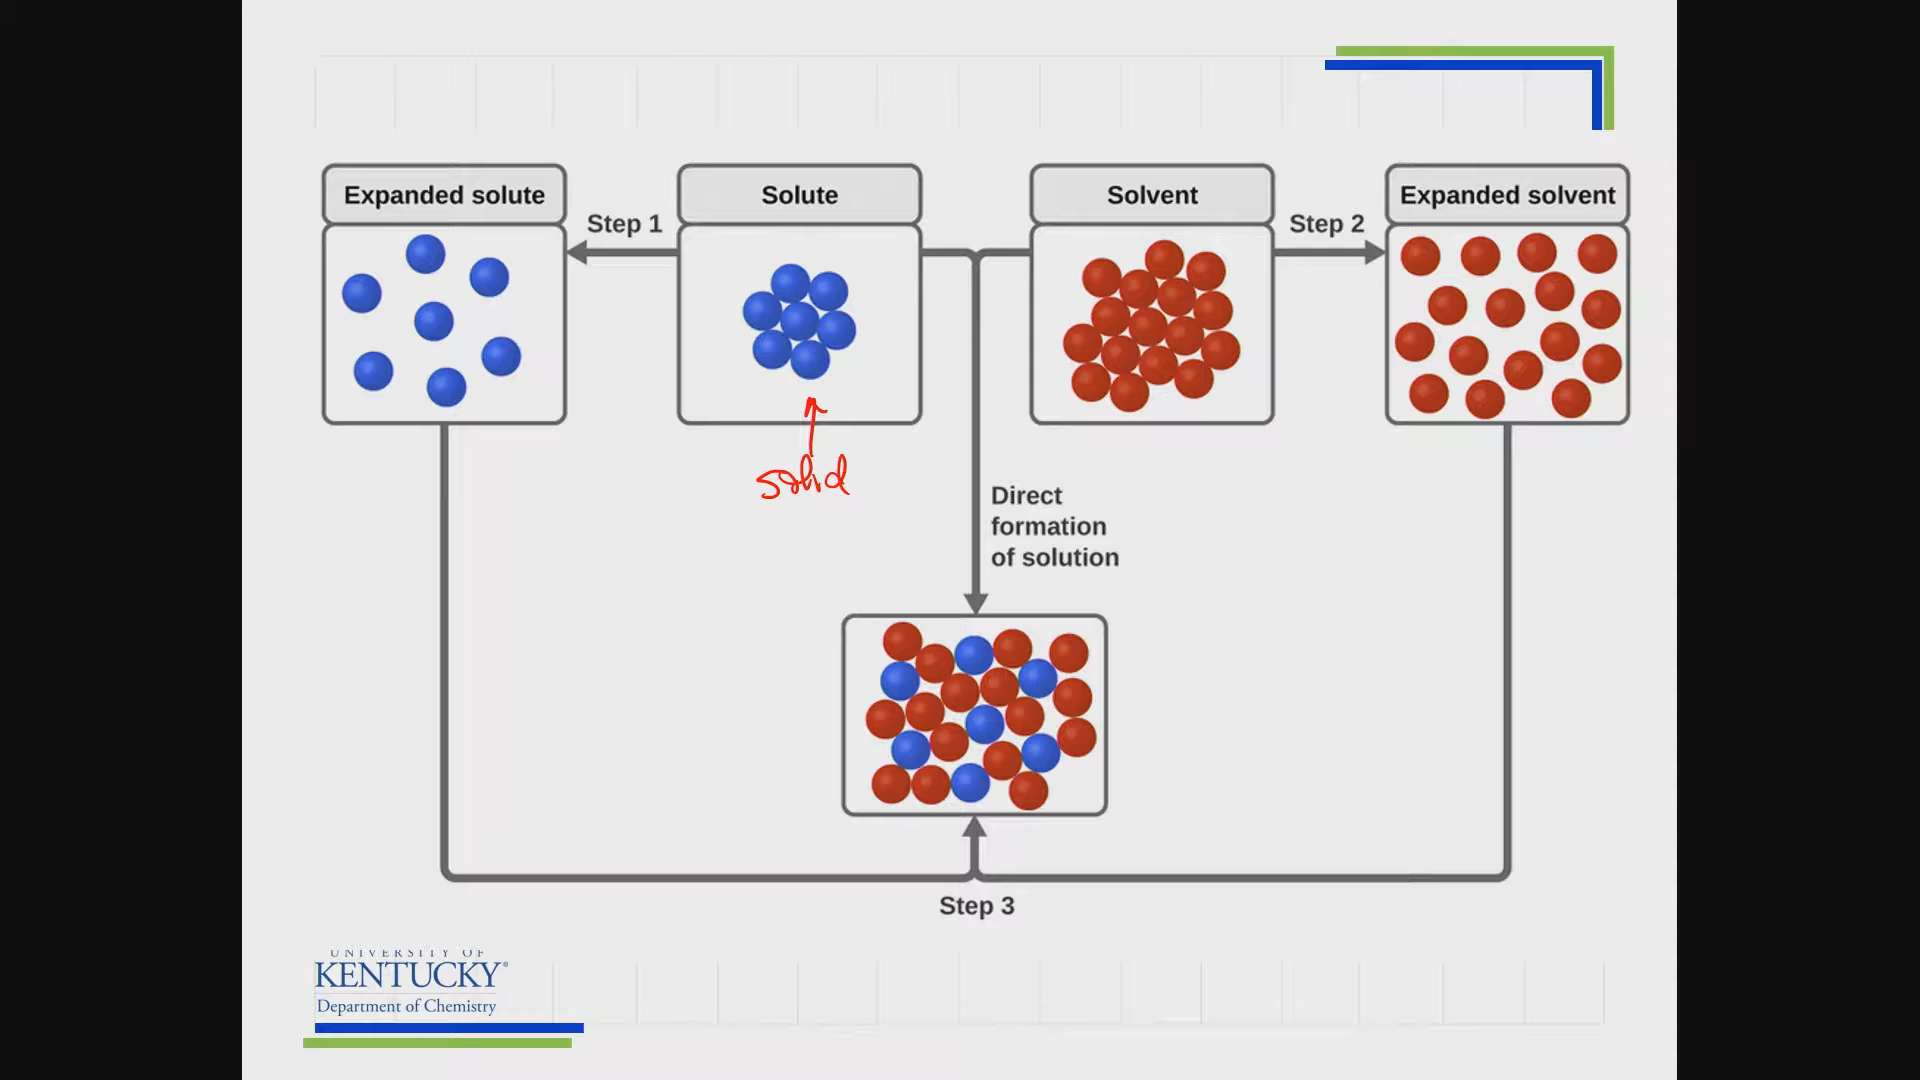 Expanded solute
Solute
Solvent
Expanded solvent
Step 1
Step 2
solid
Direct
formation
of solution
Step 3
UNIVERSITY OF
KENTUCKY®
Department of Chemistry